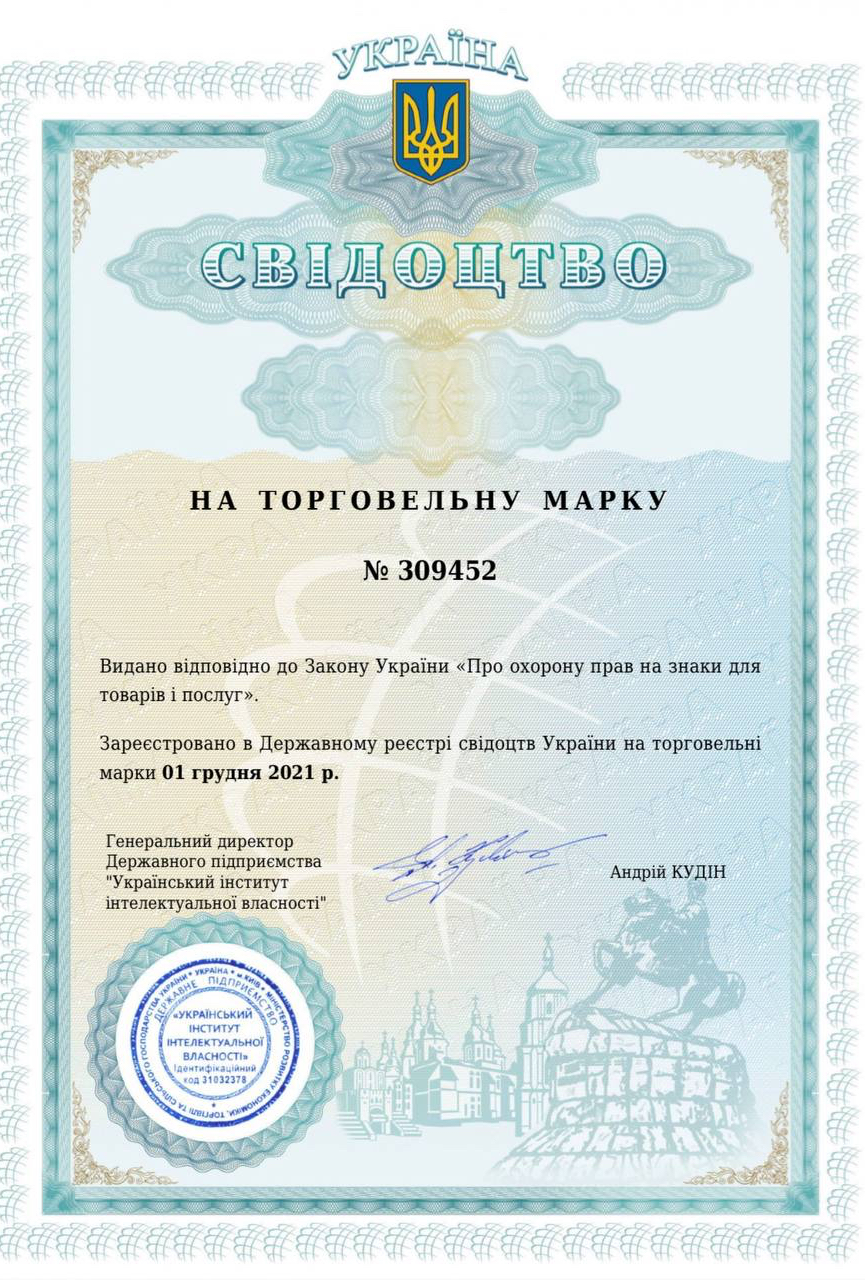 УКРАЇНА
СВІДОЦТВО
НА ТОРГОВЕЛЬНУ МАРКУ
№ 309452
Видано відповідно до Закону України «Про охорону прав на знаки для
товарів і послуг».
Зареєстровано в Державному реєстрі свідоцтв України на торговельні
марки 01 грудня 2021 р.
Генеральний директор
Державного підприємства
"Український інститут
інтелектуальної власності"
Андрій КУДІН
УКРАЇНА * м.КИЇВ * МІНІСТЕРСТВО РОЗВИТКУ ЕКОНОМІКИ, ТОРГІВЛІ ТА СІЛЬСЬКОГО ГОСПОДАРСТВА УКРАЇНИ *
ДЕРЖАВНЕ ПІДПРИЄМСТВО
«УКРАЇНСЬКИЙ
ІНСТИТУТ
ІНТЕЛЕКТУАЛЬНОЇ
ВЛАСНОСТІ»
Ідентифікаційний
код 31032378